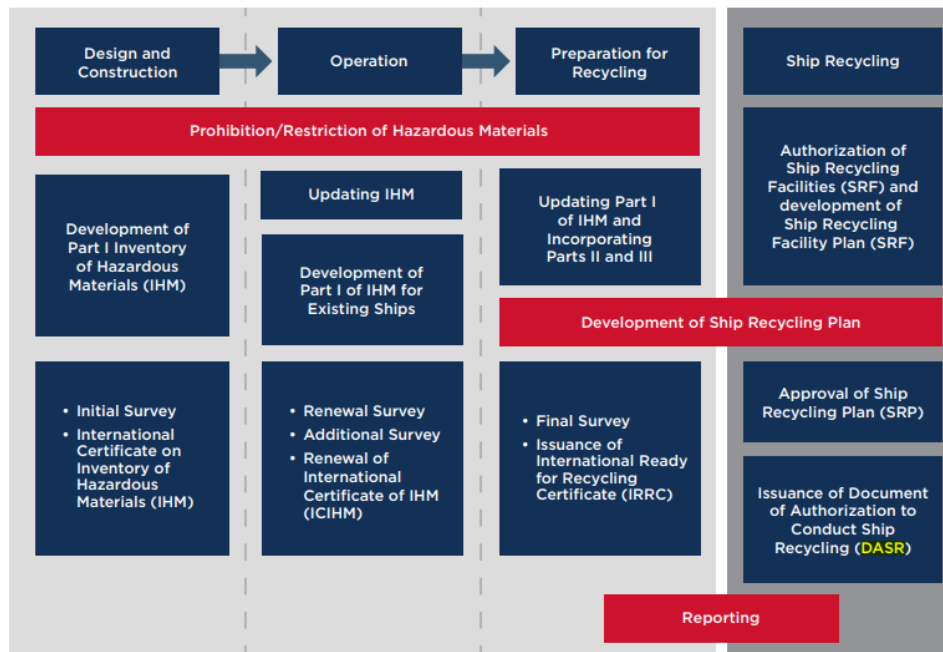 Design and
Construction
Operation
Preparation for
Recycling
Ship Recycling
Prohibition/Restriction of Hazardous Materials
Development of
Part I Inventory
of Hazardous
Materials (IHM)
Updating IHM
Development of
Part I of IHM for
Existing Ships
Updating Part I
of IHM and
Incorporating
Parts II and III
Authorization of
Ship Recycling
Facilities (SRF) and
development of
Ship Recycling
Facility Plan (SRF)
Development of Ship Recycling Plan
• Initial Survey
• International
Certificate on
Inventory of
Hazardous
Materials (IHM)
• Renewal Survey
• Additional Survey
• Renewal of
International
Certificate of IHM
(ICIHM)
• Final Survey
• Issuance of
International Ready
for Recycling
Certificate (IRRC)
Approval of Ship
Recycling Plan (SRP)
Issuance of Document
of Authorization to
Conduct Ship
Recycling (DASR)
Reporting